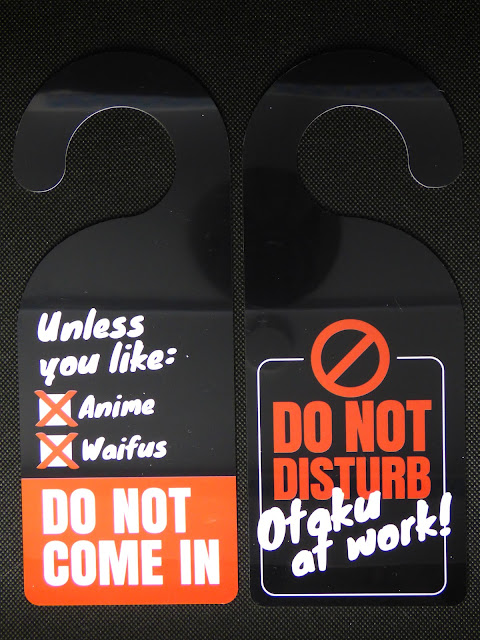 Unless
you like:
Anime
Waifus
DO NOT
COME IN
DO NOT
DISTURB
Otaku
at work!